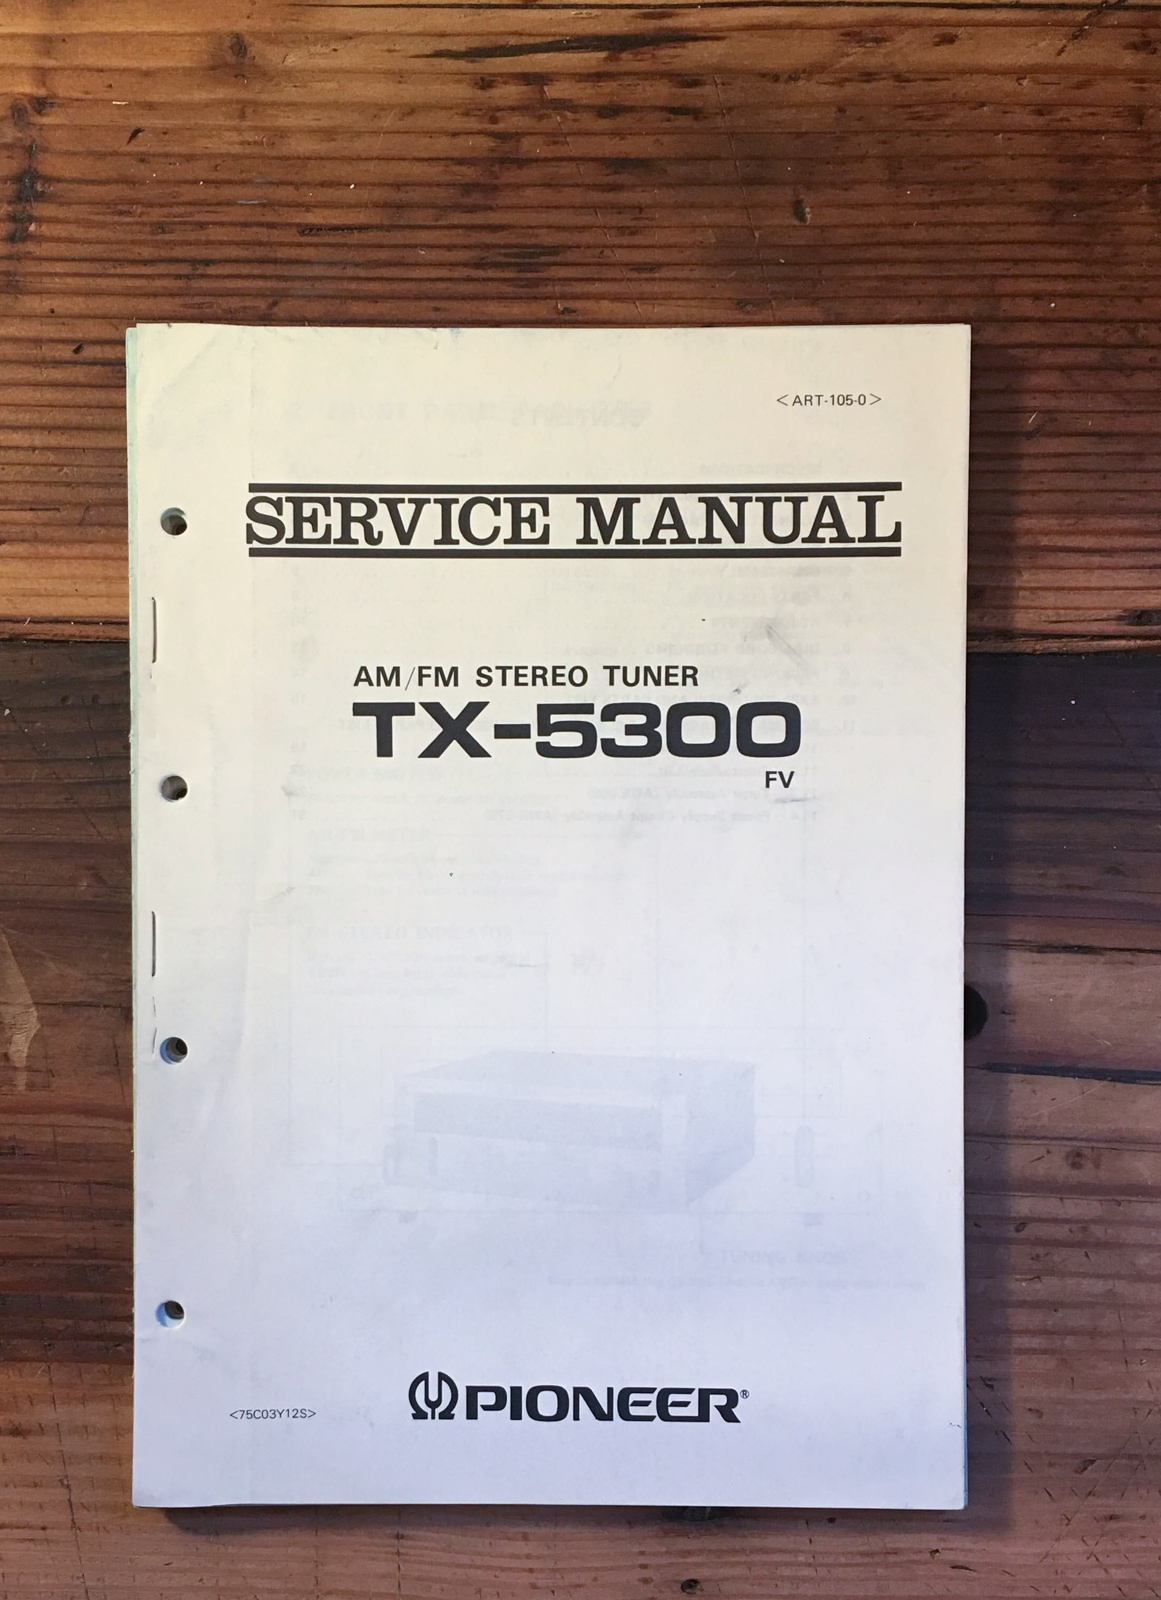 <ART-105-0>
SERVICE MANUAL
AM/FM STEREO TUNER
TX-5300
FV
<75C03Y12S>
PIONEER®